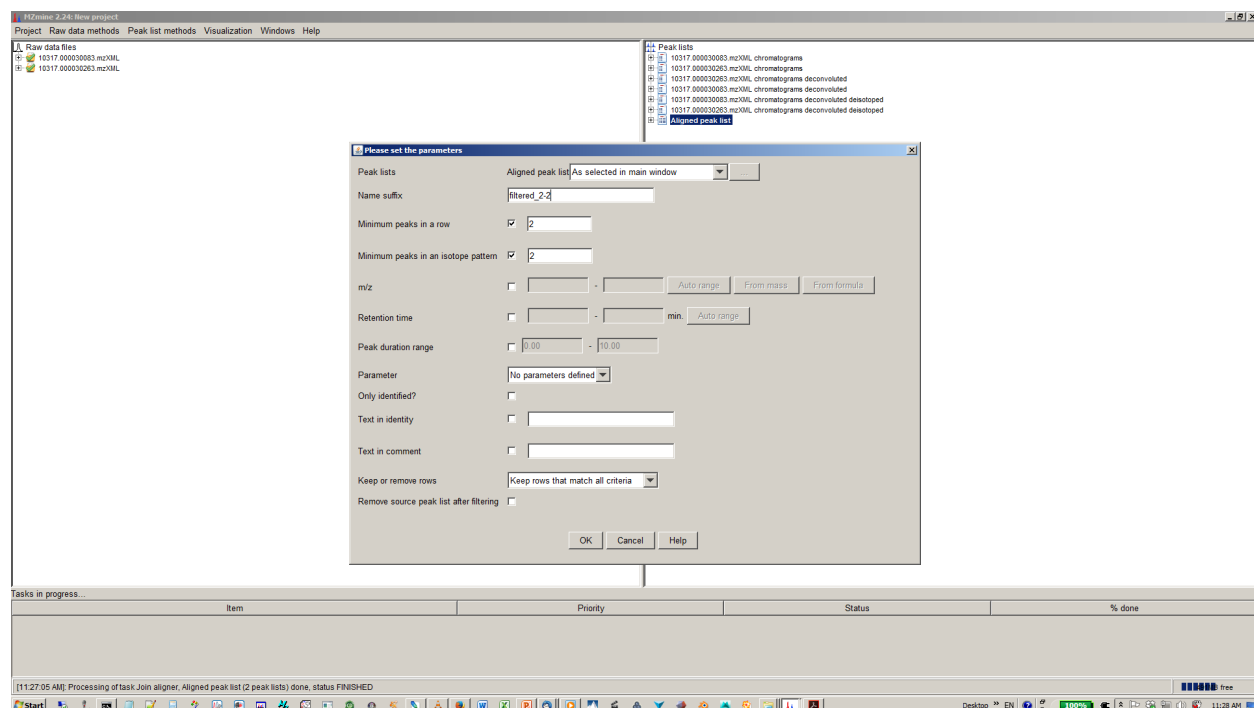 MZmine 2.24: New project
Project Raw data methods Peak list methods Visualization Windows Help
Raw data files
10317.000030083.mzXML
10317.000030263.mzXML
Peak lists
10317.000030083.mzXML chromatograms
10317.000030263.mzXML chromatograms
10317.000030263.mzXML chromatograms deconvoluted
10317.000030083.mzXML chromatograms deconvoluted
10317.000030083.mzXML chromatograms deconvoluted deisotoped
10317.000030263.mzXML chromatograms deconvoluted deisotoped
Aligned peak list
Please set the parameters
Peak lists Aligned peak list As selected in main window ...
Name suffix filtered_2-2
Minimum peaks in a row 2
Minimum peaks in an isotope pattern 2
m/z - Auto range From mass From formula
Retention time - min. Auto range
Peak duration range 0.00 - 10.00
Parameter No parameters defined
Only identified?
Text in identity
Text in comment
Keep or remove rows Keep rows that match all criteria
Remove source peak list after filtering
OK Cancel Help
Tasks in progress...
Item Priority Status % done
[11:27:05 AM]: Processing of task Join aligner, Aligned peak list (2 peak lists) done, status FINISHED
free
Start Desktop » EN 100% 11:28 AM